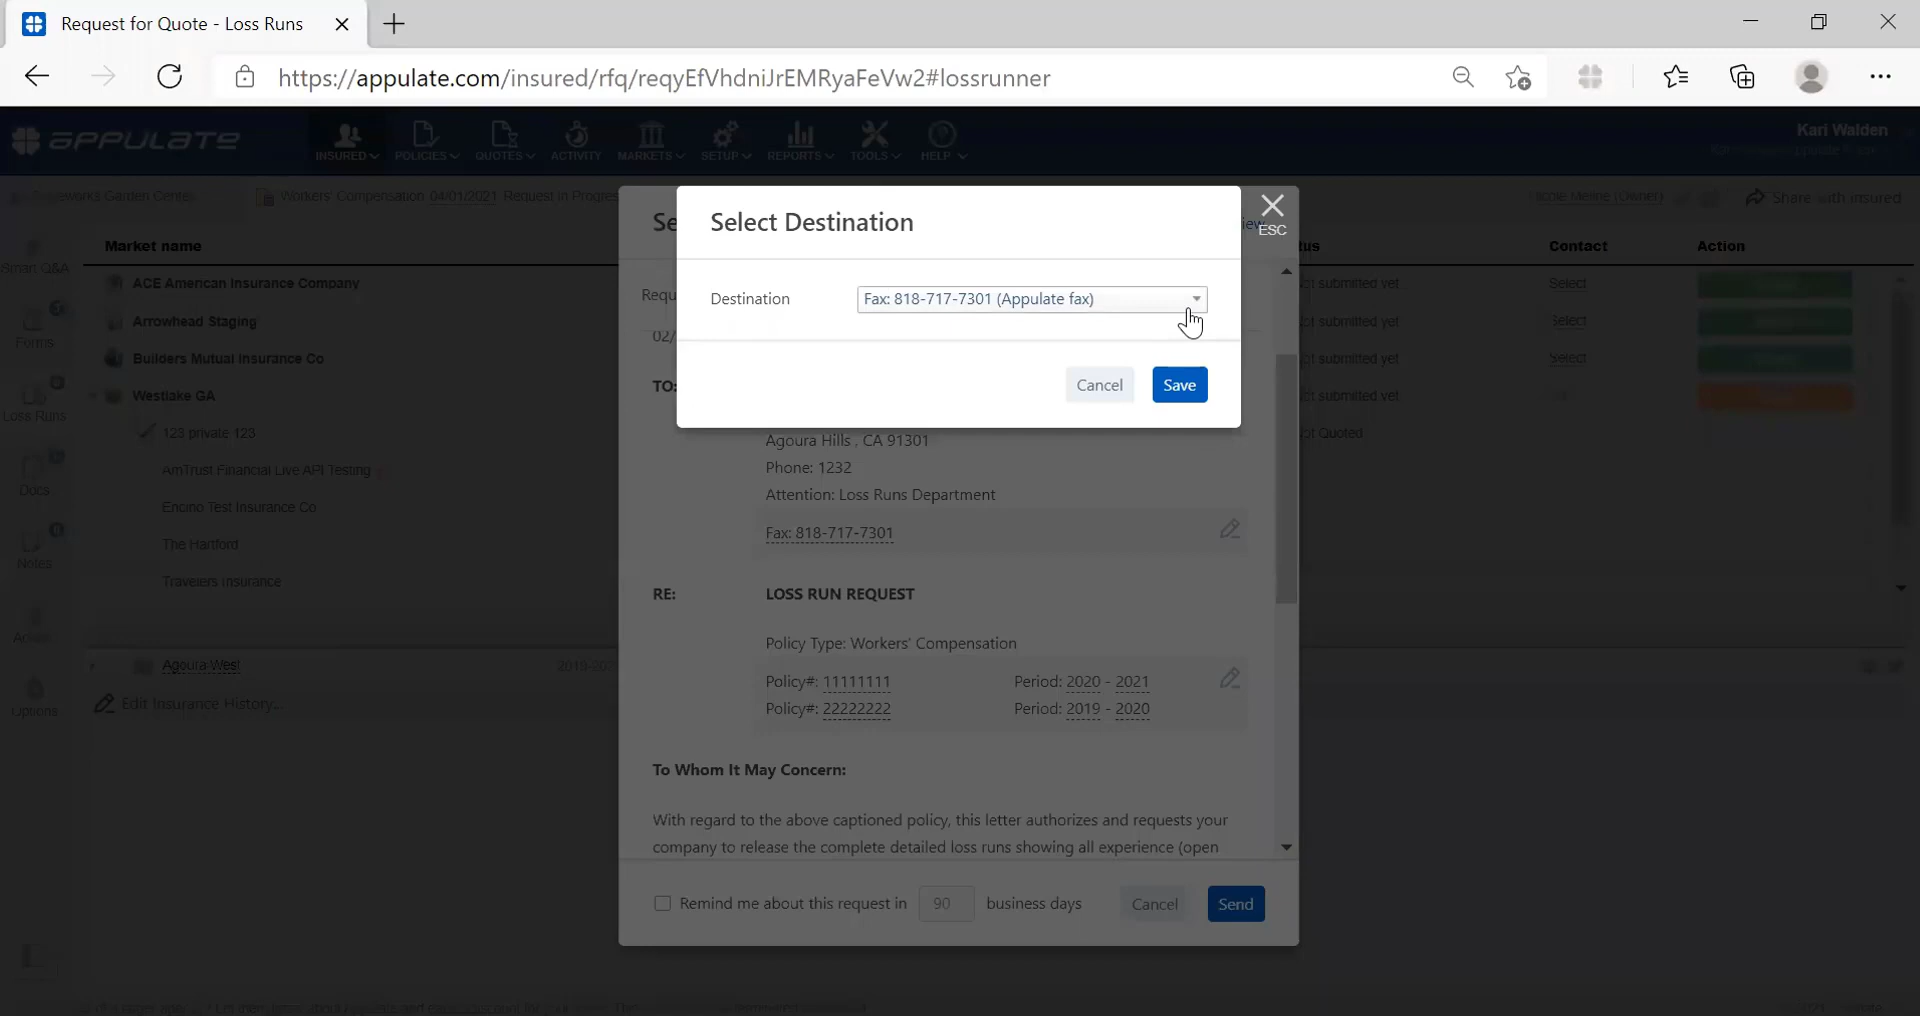 Request for Quote - Loss Runs
https://appulate.com/insured/rfq/reqyEfVhdniJrEMRyaFeVw2#lossrunner
APPULATE
INSURED
POLICIES
QUOTES
ACTIVITY
MARKETS
SETUP
REPORTS
TOOLS
HELP
Kari Walden
Garden Center
Workers' Compensation 04/01/2021 Request In Progres
(Owner)
Share with insured
Market name
tus
Contact
Action
ACE American Insurance Company
ot submitted yet
Select
Arrowhead Staging
ot submitted yet
Select
Builders Mutual Insurance Co
ot submitted yet
Select
Westlake GA
ot submitted yet
123 private 123
ot Quoted
AmTrust Financial Live API Testing
Encino Test Insurance Co
The Hartford
Travelers Insurance
Agoura West
Edit Insurance History...
Smart Q&A
Forms
Loss Runs
Docs
Notes
Options
Se
iew
ESC
Requ
02/
TO:
Select Destination
Destination
Fax: 818-717-7301 (Appulate fax)
Cancel
Save
Agoura Hills , CA 91301
Phone: 1232
Attention: Loss Runs Department
Fax: 818-717-7301
RE:
LOSS RUN REQUEST
Policy Type: Workers' Compensation
Policy#: 11111111 Period: 2020 - 2021
Policy#: 22222222 Period: 2019 - 2020
To Whom It May Concern:
With regard to the above captioned policy, this letter authorizes and requests your
company to release the complete detailed loss runs showing all experience (open
Remind me about this request in 90 business days
Cancel
Send